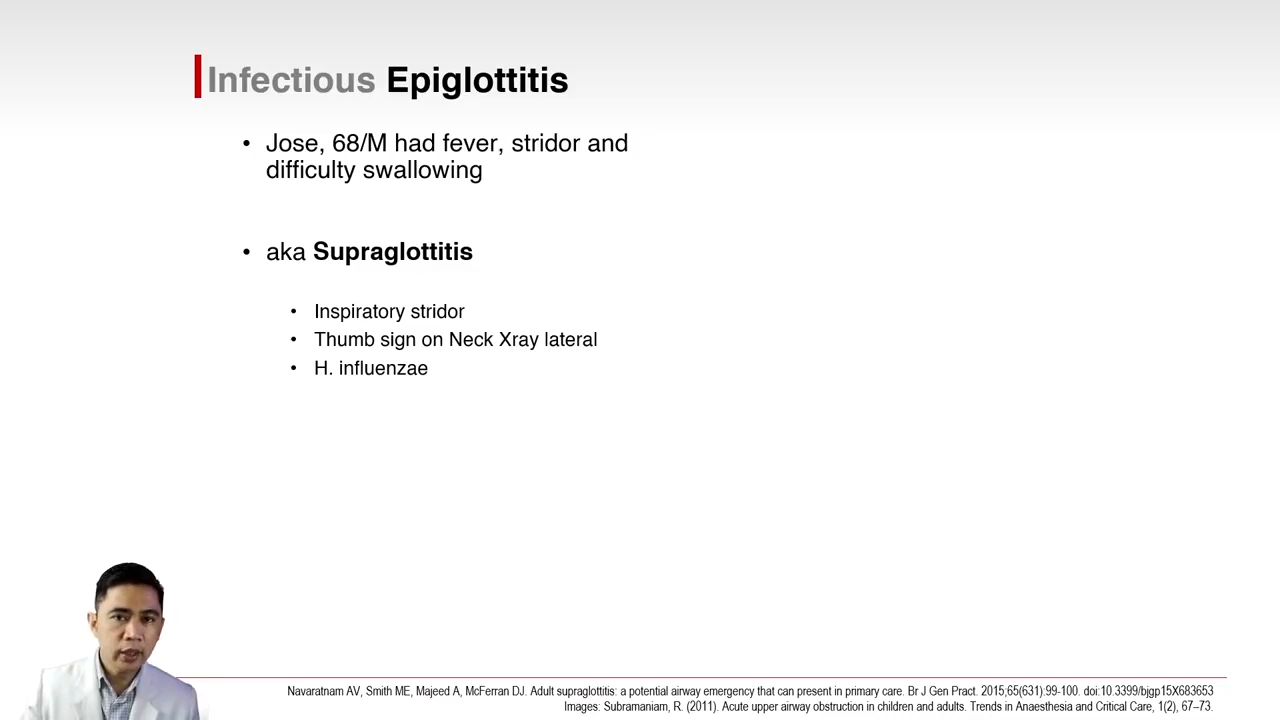 Infectious Epiglottitis
• Jose, 68/M had fever, stridor and
difficulty swallowing
• aka Supraglottitis
• Inspiratory stridor
• Thumb sign on Neck Xray lateral
• H. influenzae
Navaratnam AV, Smith ME, Majeed A, McFerran DJ. Adult supraglottitis: a potential airway emergency that can present in primary care. Br J Gen Pract. 2015;65(631):99-100. doi:10.3399/bjgp15X683653
Images: Subramaniam, R. (2011). Acute upper airway obstruction in children and adults. Trends in Anaesthesia and Critical Care, 1(2), 67–73.